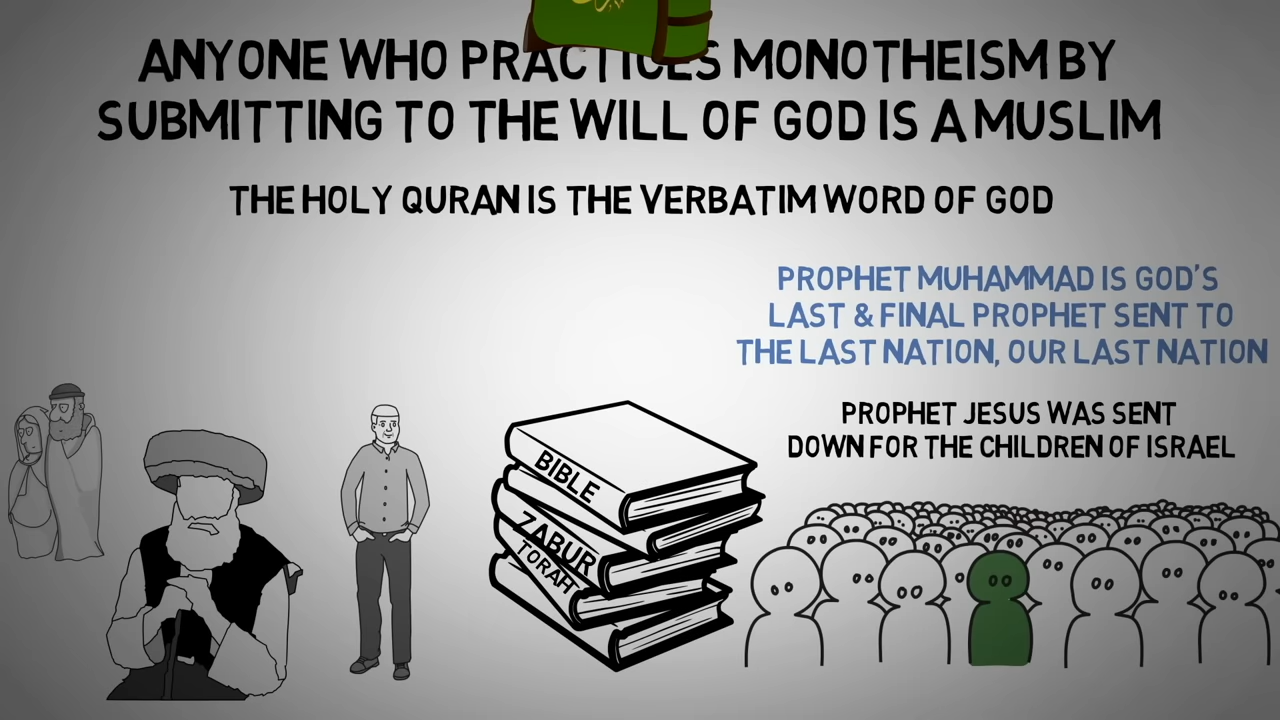 ANYONE WHO PRACTICES MONOTHEISM BY
SUBMITTING TO THE WILL OF GOD IS A MUSLIM
THE HOLY QURAN IS THE VERBATIM WORD OF GOD
PROPHET MUHAMMAD IS GOD'S
LAST & FINAL PROPHET SENT TO
THE LAST NATION, OUR LAST NATION
PROPHET JESUS WAS SENT
DOWN FOR THE CHILDREN OF ISRAEL
BIBLE
ZABUR
TORAH